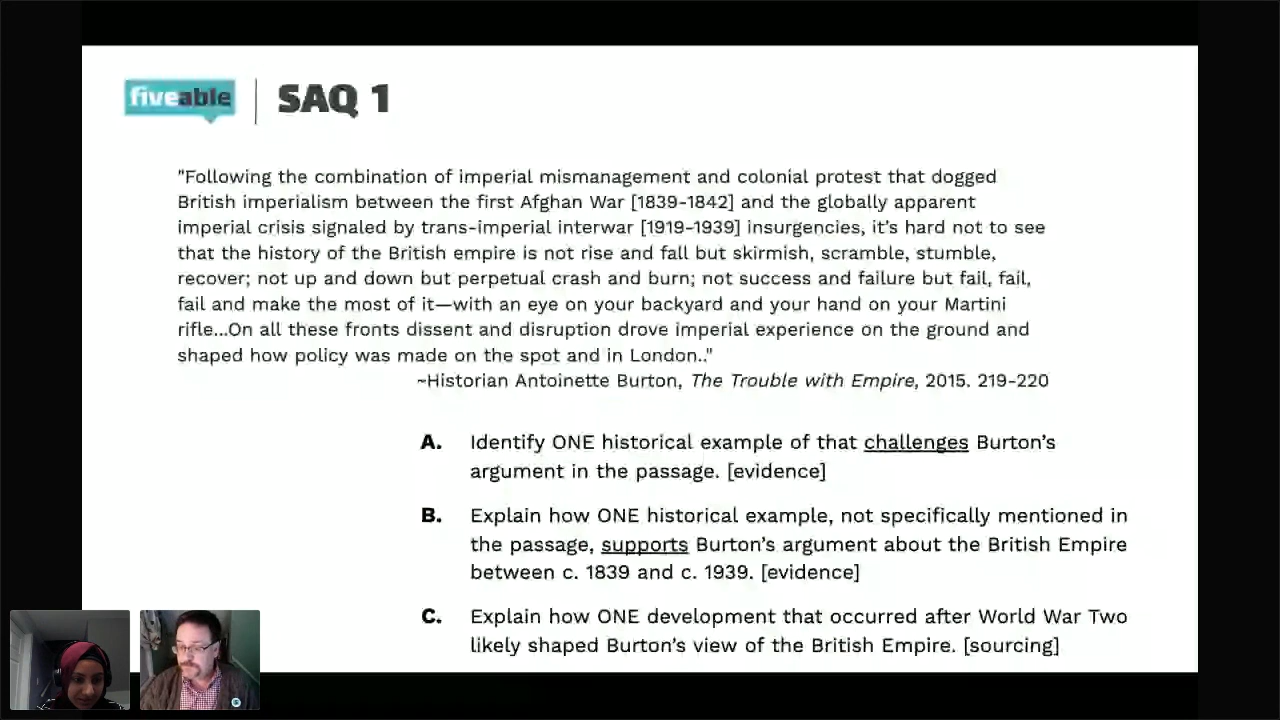 fiveable
SAQ 1
"Following the combination of imperial mismanagement and colonial protest that dogged
British imperialism between the first Afghan War [1839-1842] and the globally apparent
imperial crisis signaled by trans-imperial interwar [1919-1939] insurgencies, it's hard not to see
that the history of the British empire is not rise and fall but skirmish, scramble, stumble,
recover; not up and down but perpetual crash and burn; not success and failure but fail, fail,
fail and make the most of it—with an eye on your backyard and your hand on your Martini
rifle...On all these fronts dissent and disruption drove imperial experience on the ground and
shaped how policy was made on the spot and in London.."
~Historian Antoinette Burton, The Trouble with Empire, 2015. 219-220
A. Identify ONE historical example of that challenges Burton's
argument in the passage. [evidence]
B. Explain how ONE historical example, not specifically mentioned in
the passage, supports Burton's argument about the British Empire
between c. 1839 and c. 1939. [evidence]
C. Explain how ONE development that occurred after World War Two
likely shaped Burton's view of the British Empire. [sourcing]